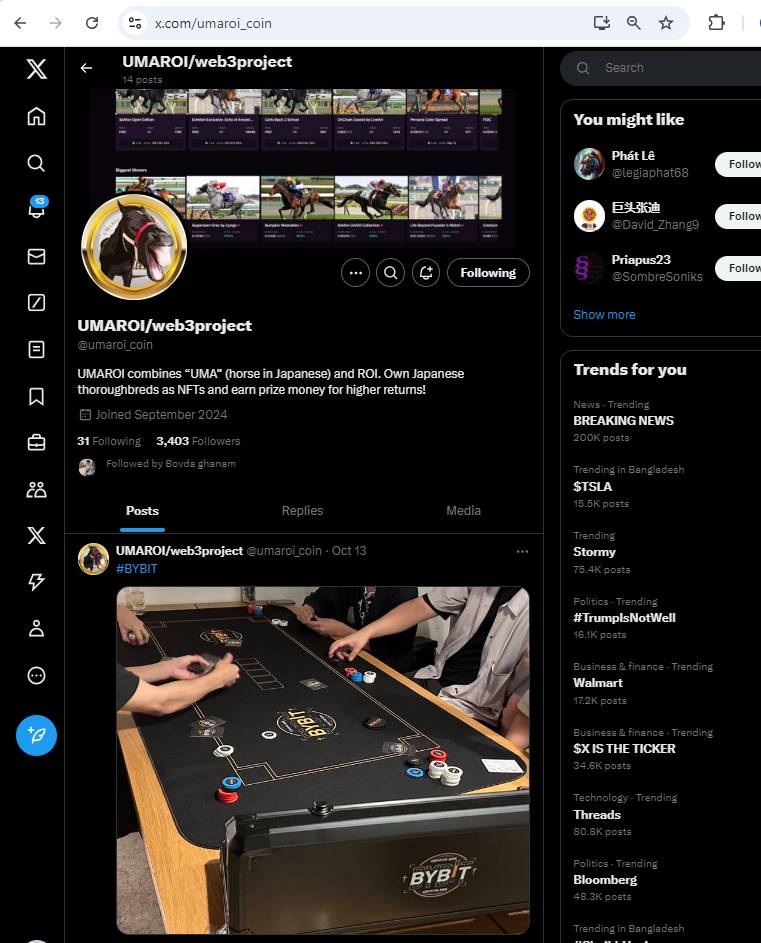 x.com/umaroi_coin
UMAROI/web3project
14 posts
Biggest Movers
Following
UMAROI/web3project
@umaroi_coin
UMAROI combines “UMA” (horse in Japanese) and ROI. Own Japanese
thoroughbreds as NFTs and earn prize money for higher returns!
Joined September 2024
31 Following 3,403 Followers
Followed by Bovda ghanam
Posts Replies Media
UMAROI/web3project @umaroi_coin · Oct 13
#BYBIT
BYBIT
BYBIT
CRYPTO ARK
BYBIT
CRYPTO ARK
13
Search
You might like
Phát Lê
@legiaphat68
Follow
巨头张迪
@David_Zhang9
Follow
Priapus23
@SombreSoniks
Follow
Show more
Trends for you
News · Trending
BREAKING NEWS
200K posts
Trending in Bangladesh
$TSLA
15.5K posts
Trending
Stormy
75.4K posts
Politics · Trending
#TrumpIsNotWell
16.1K posts
Business & finance · Trending
Walmart
17.2K posts
Business & finance · Trending
$X IS THE TICKER
34.6K posts
Technology · Trending
Threads
80.8K posts
Politics · Trending
Bloomberg
48.3K posts
Trending in Bangladesh